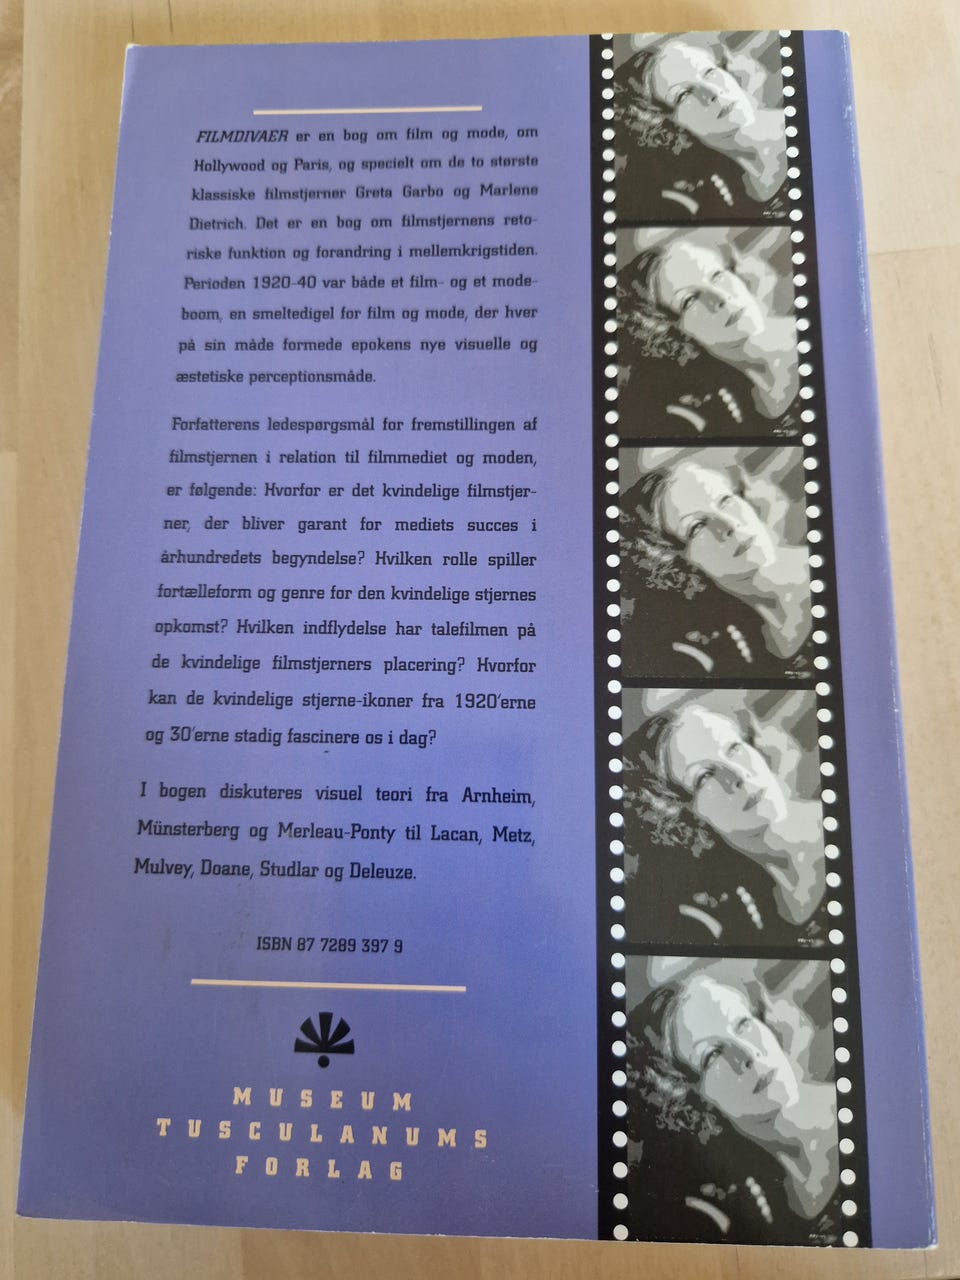 FILMDIVAER er en bog om film og mode, om
Hollywood og Paris, og specielt om de to største
klassiske filmstjerner Greta Garbo og Marlene
Dietrich. Det er en bog om filmstjernens reto-
riske funktion og forandring i mellemkrigstiden.
Perioden 1920-40 var både et film- og et mode-
boom, en smeltedigel for film og mode, der hver
på sin måde formede epokens nye visuelle og
æstetiske perceptionsmåde.
Forfatterens ledespørgsmål for fremstillingen af
filmstjernen i relation til filmmediet og moden,
er følgende: Hvorfor er det kvindelige filmstjer-
ner, der bliver garant for mediets succes i
århundredets begyndelse? Hvilken rolle spiller
fortælleform og genre for den kvindelige stjernes
opkomst? Hvilken indflydelse har talefilmen på
de kvindelige filmstjerners placering? Hvorfor
kan de kvindelige stjerne-ikoner fra 1920'erne
og 30'erne stadig fascinere os i dag?
I bogen diskuteres visuel teori fra Arnheim,
Münsterberg og Merleau-Ponty til Lacan, Metz,
Mulvey, Doane, Studlar og Deleuze.
ISBN 87 7289 397 9
MUSEUM
TUSCULANUMS
FORLAG